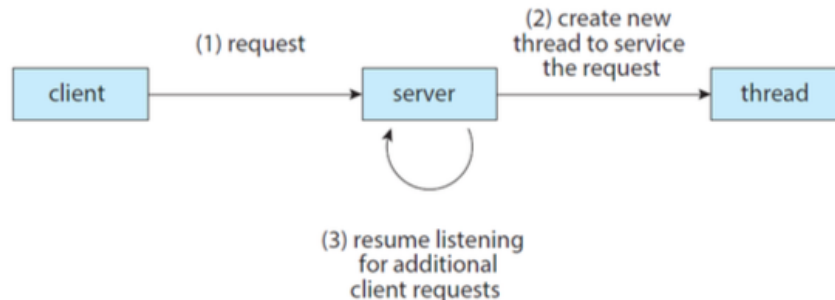 (1) request
(2) create new
thread to service
the request
client
server
thread
(3) resume listening
for additional
client requests